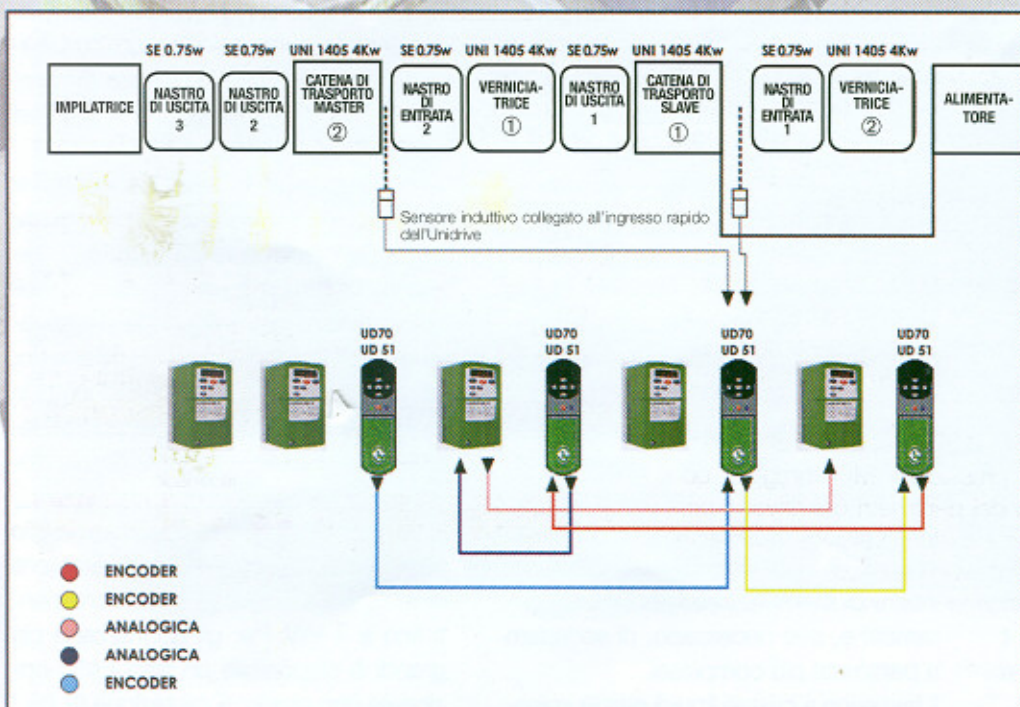 SE 0.75w SE 0.75w UNI 1405 4Kw SE 0.75w UNI 1405 4Kw SE 0.75w UNI 1405 4Kw SE 0.75w UNI 1405 4Kw
IMPILATRICE
NASTRO
DI USCITA
3
NASTRO
DI USCITA
2
CATENA DI
TRASPORTO
MASTER
②
NASTRO
DI
ENTRATA
2
VERNICIA-
TRICE
①
NASTRO
DI USCITA
1
CATENA DI
TRASPORTO
SLAVE
①
NASTRO
DI
ENTRATA
1
VERNICIA-
TRICE
②
ALIMENTA-
TORE
Sensore induttivo collegato all'ingresso rapido
dell'Unidrive
UD70
UD 51
UD70
UD 51
UD70
UD 51
UD70
UD 51
ENCODER
ENCODER
ANALOGICA
ANALOGICA
ENCODER